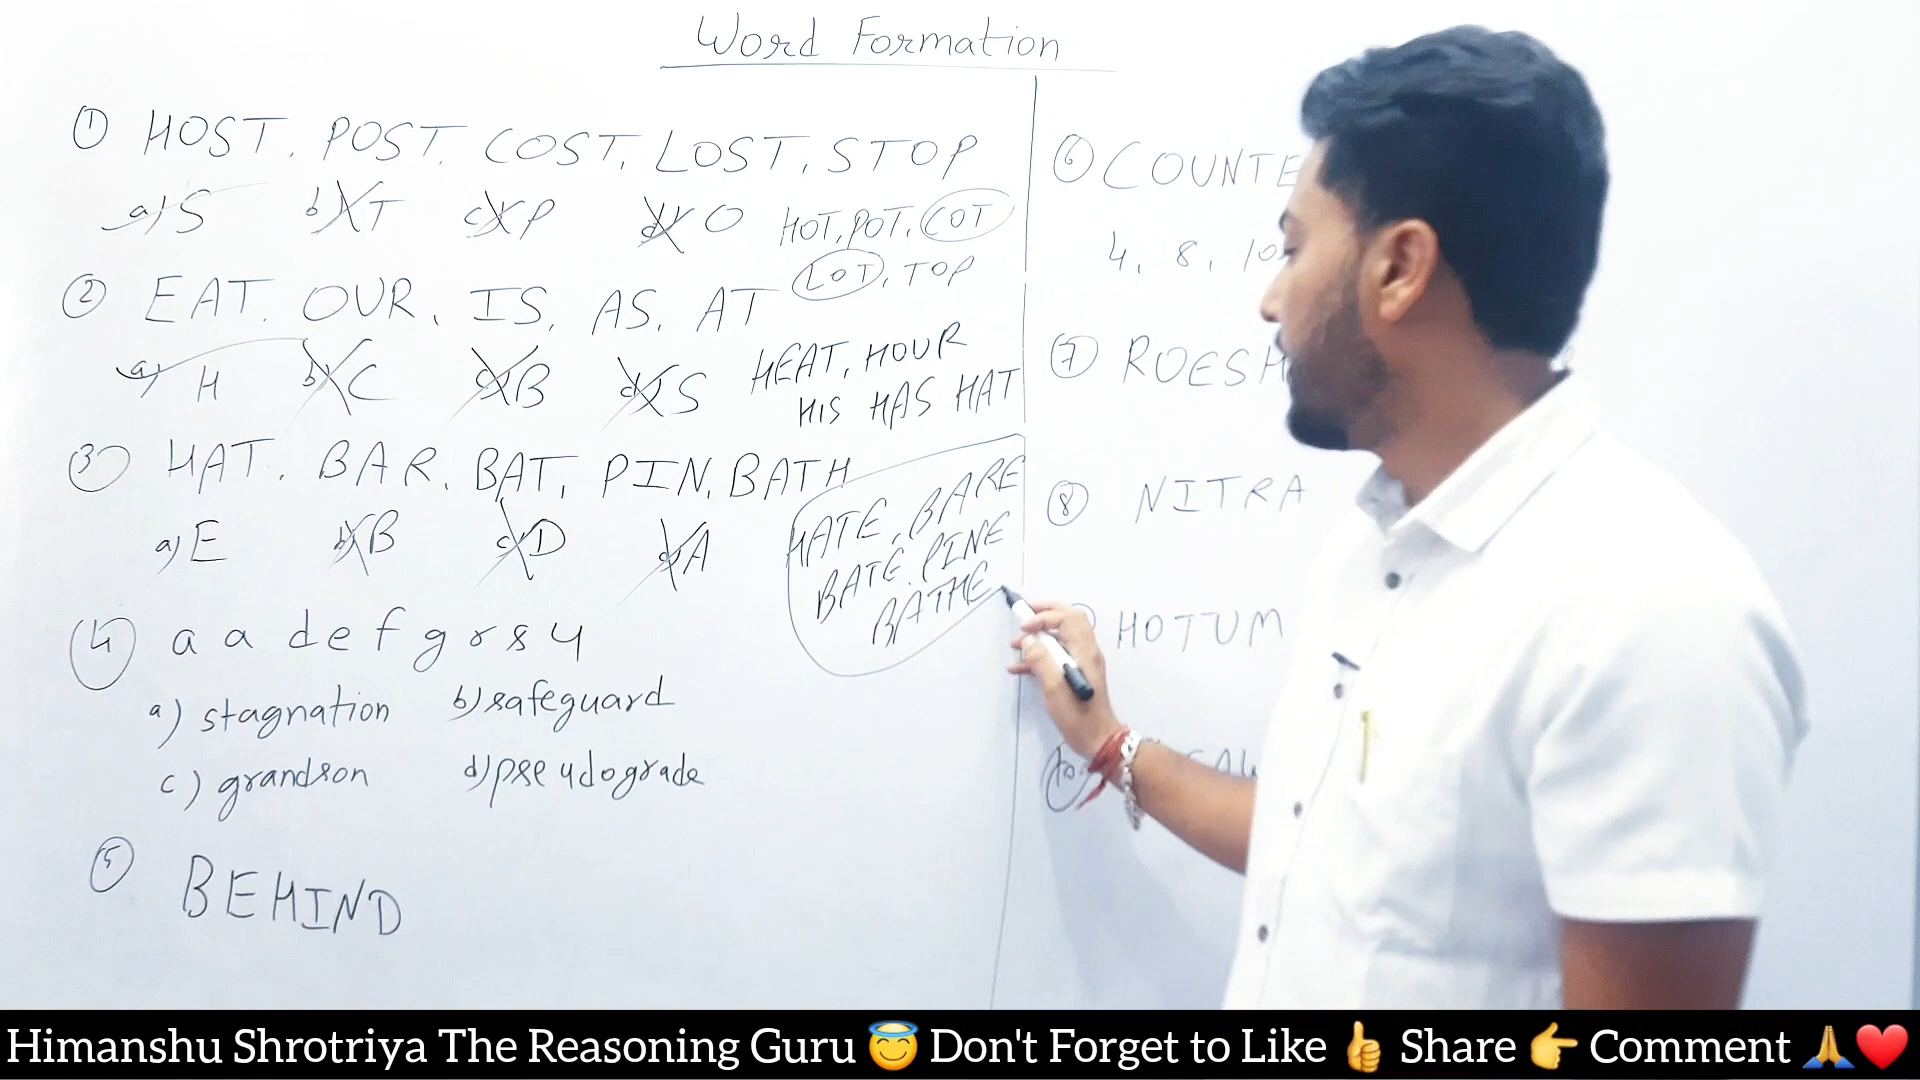 Word Formation
① HOST, POST, COST, LOST, STOP
a) S b) T c) P d) O HOT, POT, COT
LOT, TOP
② EAT, OUR, IS, AS, AT
a) H b) C c) B d) S HEAT, HOUR
HIS HAS HAT
③ HAT, BAR, BAT, PIN, BATH
a) E b) B c) D d) A HATE, BARE
BATE, PINE
BATHE
④ a a d e f g r s u
a) stagnation b) safeguard
c) grandson d) pseudograde
⑤ BEHIND
⑥ COUNTE
4, 8, 10
⑦ ROESH
⑧ NITRA
HOTUM
Himanshu Shrotriya The Reasoning Guru 😇 Don't Forget to Like 👍 Share 👉 Comment 🙏❤️